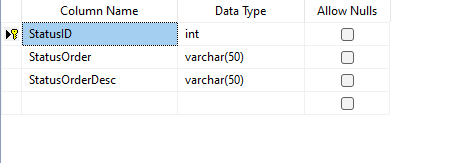 Column Name Data Type Allow Nulls
StatusID int
StatusOrder varchar(50)
StatusOrderDesc varchar(50)